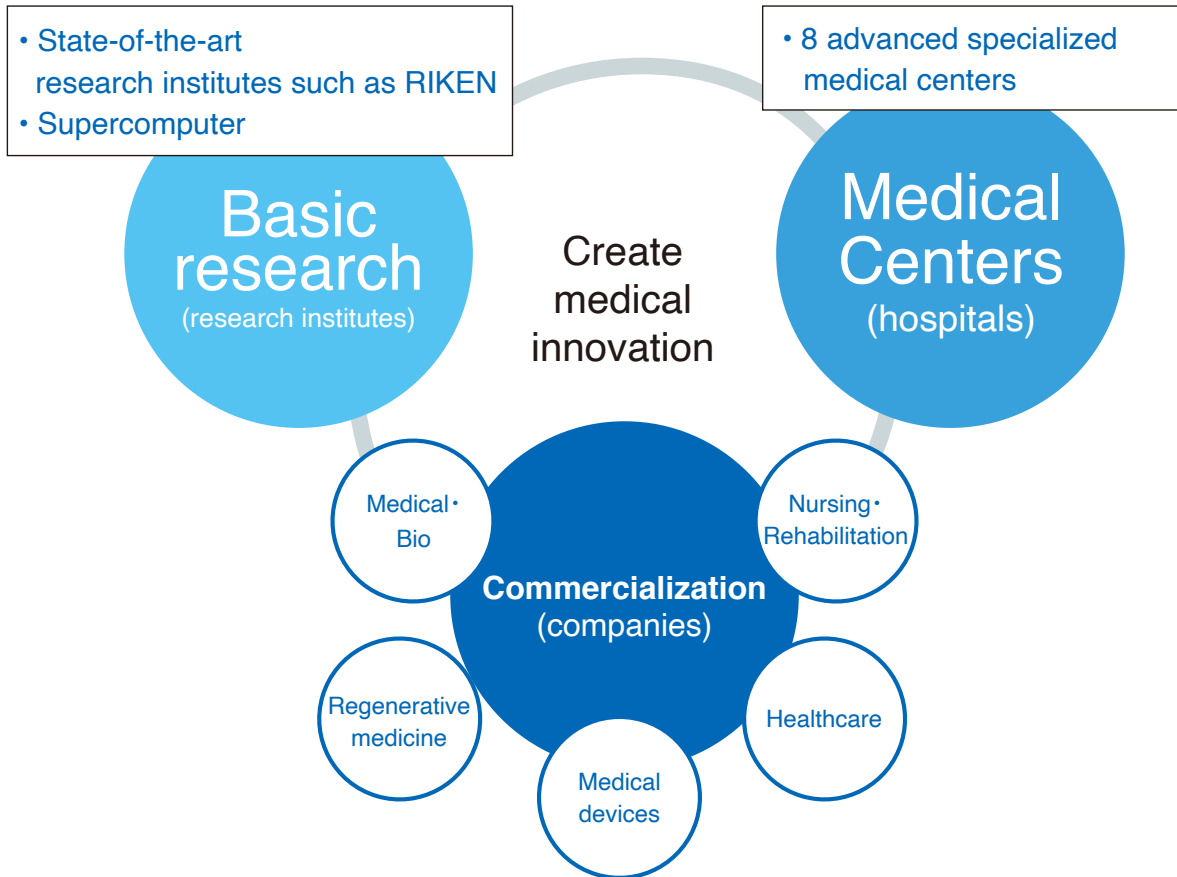 ・State-of-the-art
research institutes such as RIKEN
・Supercomputer
・8 advanced specialized
medical centers
Basic
research
(research institutes)
Medical
Centers
(hospitals)
Create
medical
innovation
Medical・
Bio
Nursing・
Rehabilitation
Commercialization
(companies)
Regenerative
medicine
Healthcare
Medical
devices